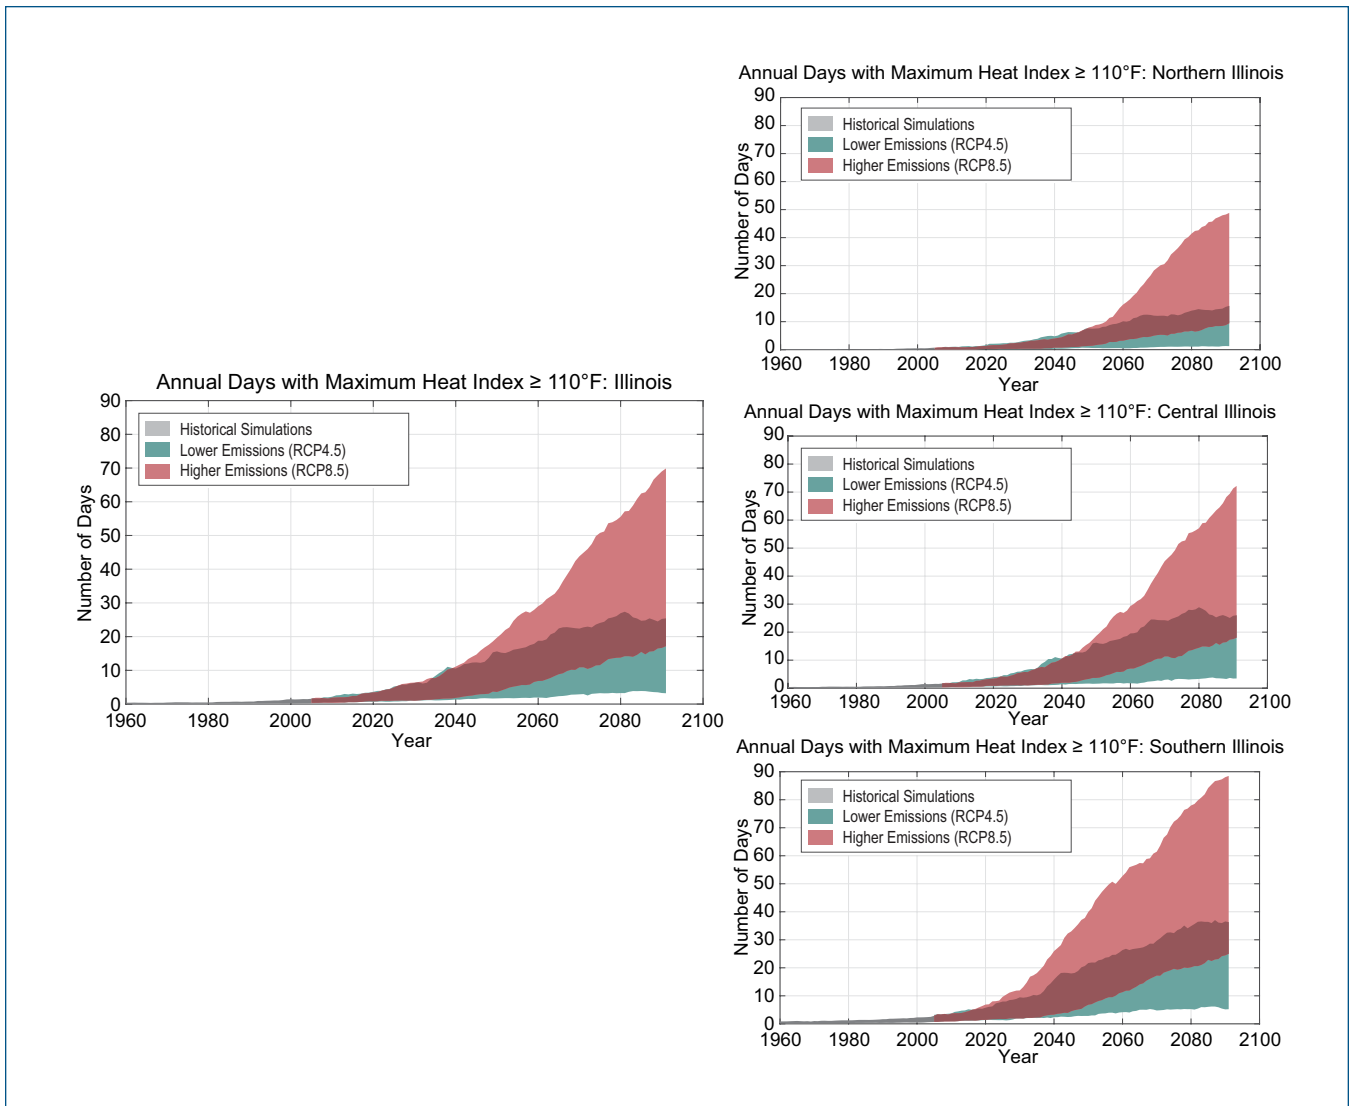 Annual Days with Maximum Heat Index ≥ 110°F: Northern Illinois
90
80
70
60
50
40
30
20
10
0
Number of Days
Historical Simulations
Lower Emissions (RCP4.5)
Higher Emissions (RCP8.5)
1960 1980 2000 2020 2040 2060 2080 2100
Year
Annual Days with Maximum Heat Index ≥ 110°F: Illinois
90
80
70
60
50
40
30
20
10
0
Number of Days
Historical Simulations
Lower Emissions (RCP4.5)
Higher Emissions (RCP8.5)
1960 1980 2000 2020 2040 2060 2080 2100
Year
Annual Days with Maximum Heat Index ≥ 110°F: Central Illinois
90
80
70
60
50
40
30
20
10
0
Number of Days
Historical Simulations
Lower Emissions (RCP4.5)
Higher Emissions (RCP8.5)
1960 1980 2000 2020 2040 2060 2080 2100
Year
Annual Days with Maximum Heat Index ≥ 110°F: Southern Illinois
90
80
70
60
50
40
30
20
10
0
Number of Days
Historical Simulations
Lower Emissions (RCP4.5)
Higher Emissions (RCP8.5)
1960 1980 2000 2020 2040 2060 2080 2100
Year